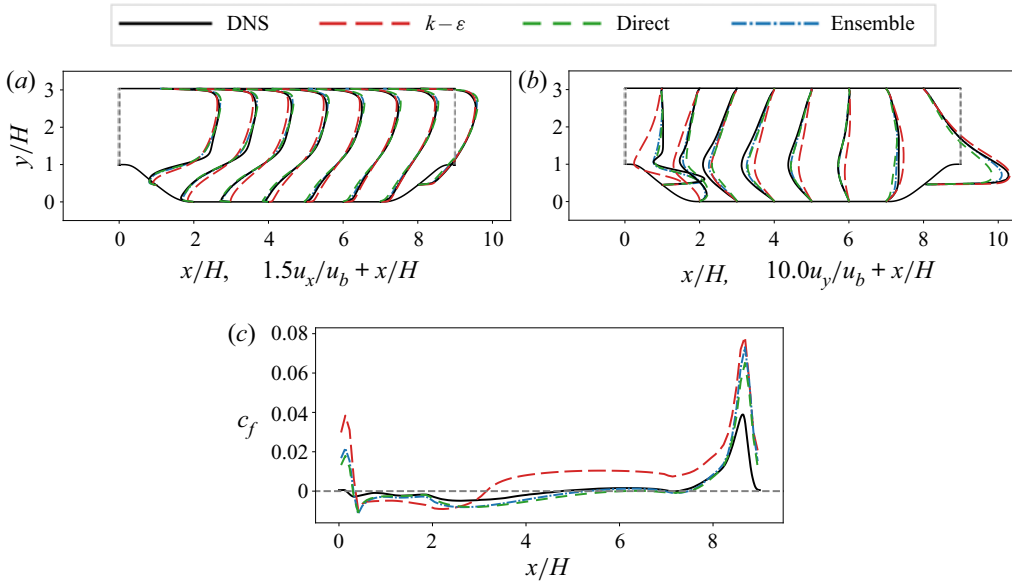 DNS k – ε Direct Ensemble
(a) (b)
3 3
2 2
y/H
1 1
0 0
0 2 4 6 8 10 0 2 4 6 8 10
x/H, 1.5u_x/u_b + x/H x/H, 10.0u_y/u_b + x/H
(c) 0.08
0.06
0.04
c_f
0.02
0
0 2 4 6 8
x/H